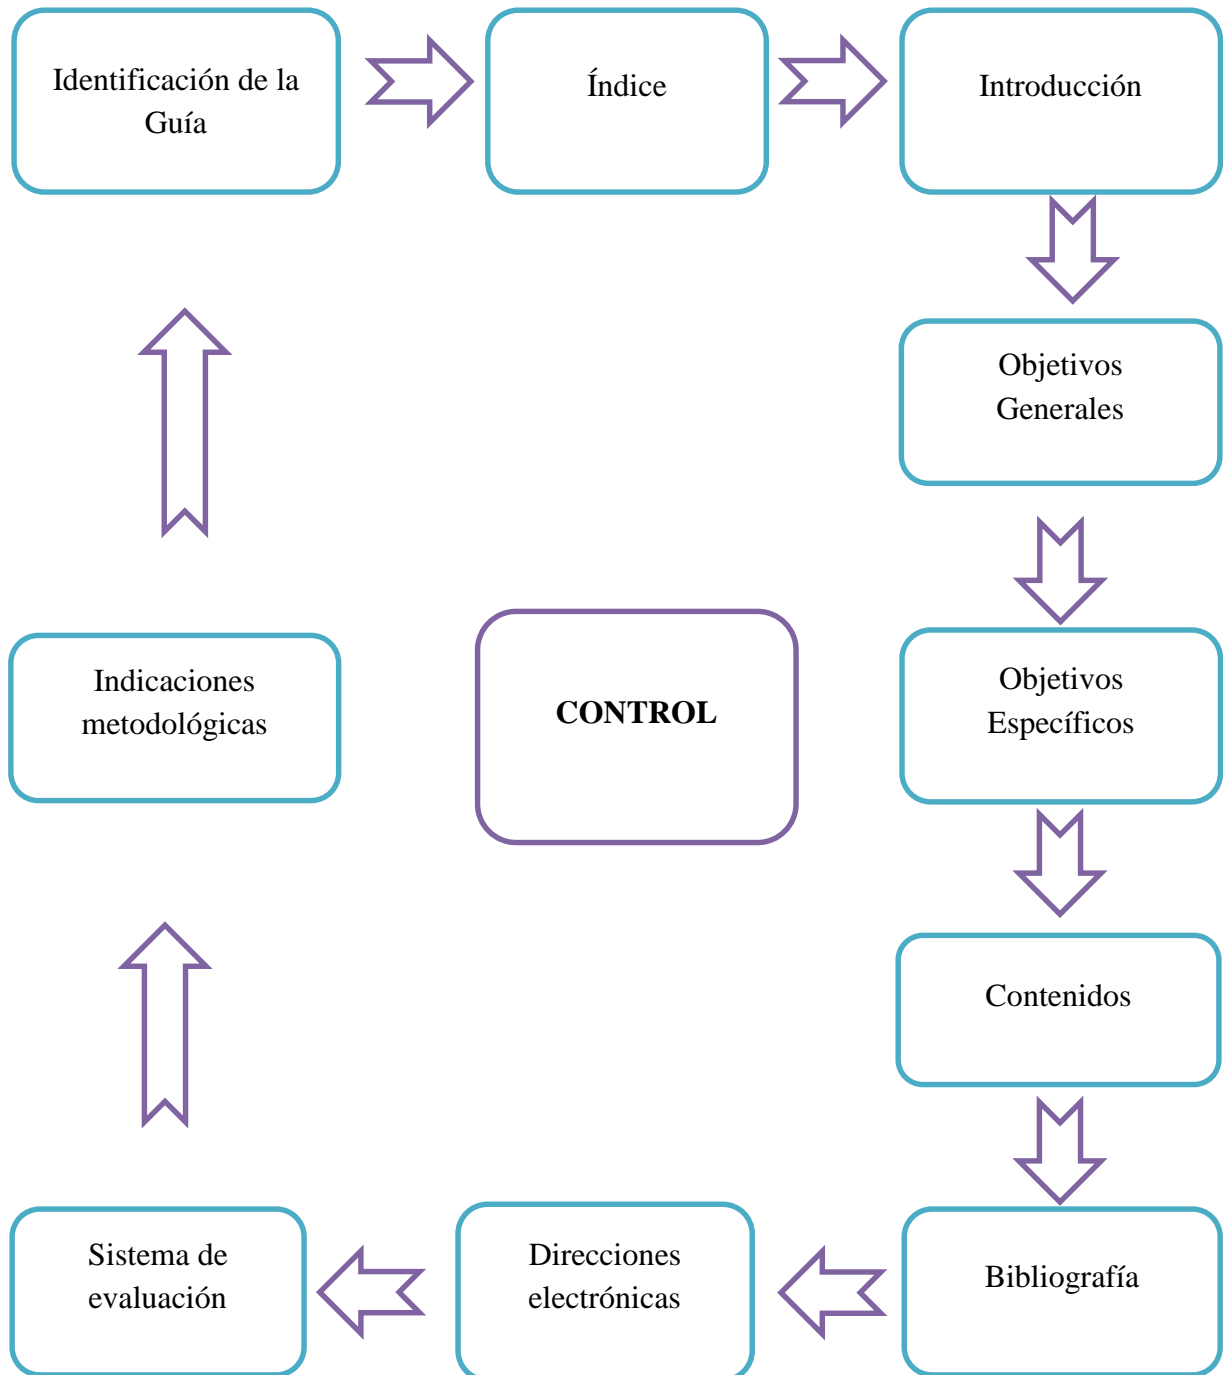 Identificación de la
Guía
Índice
Introducción
Objetivos
Generales
Objetivos
Específicos
Contenidos
Bibliografía
Direcciones
electrónicas
Sistema de
evaluación
Indicaciones
metodológicas
CONTROL